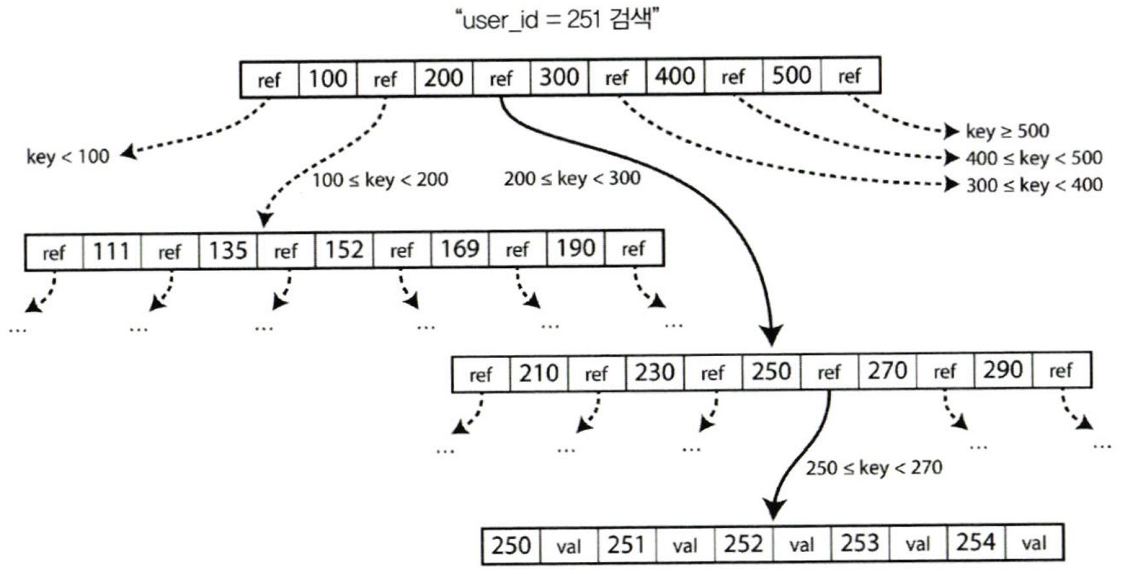 “user_id = 251 검색”
ref 100 ref 200 ref 300 ref 400 ref 500 ref
key < 100
100 ≤ key < 200
200 ≤ key < 300
key ≥ 500
400 ≤ key < 500
300 ≤ key < 400
ref 111 ref 135 ref 152 ref 169 ref 190 ref
... ... ... ... ... ...
ref 210 ref 230 ref 250 ref 270 ref 290 ref
... ... ... ... ...
250 ≤ key < 270
250 val 251 val 252 val 253 val 254 val